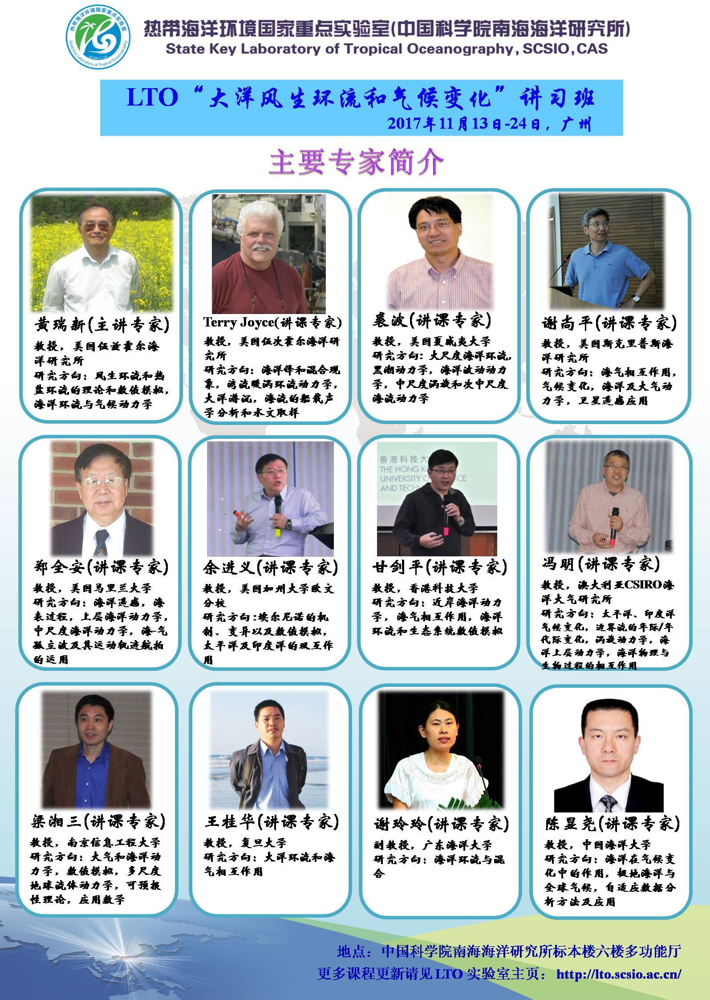 热带海洋环境国家重点实验室
State Key Laboratory of Tropical Oceanography
SCSIO-CAS
热带海洋环境国家重点实验室(中国科学院南海海洋研究所)
State Key Laboratory of Tropical Oceanography, SCSIO, CAS
LTO“大洋风生环流和气候变化”讲习班
2017年11月13日-24日，广州
主要专家简介
黄瑞新(主讲专家)
教授，美国伍兹霍尔海
洋研究所
研究方向：风生环流和热
盐环流的理论和数值模拟，
海洋环流与气候动力学
Terry Joyce(讲课专家)
教授，美国伍次霍尔海洋研
究所
研究方向：海洋锋和混合现
象，湾流暖涡环流动力学，
大洋潜沉，海流的船载声
学分析和水文取样
裘波(讲课专家)
教授，美国夏威夷大学
研究方向：大尺度海洋环流，
黑潮动力学，海洋波动动力
学，中尺度涡旋和次中尺度
海流动力学
谢尚平(讲课专家)
教授，美国斯克里普斯海
洋研究所
研究方向：海气相互作用，
气候变化，海洋及大气动
力学，卫星遥感应用
郑全安(讲课专家)
教授，美国马里兰大学
研究方向：海洋遥感，海
表过程，上层海洋动力学，
中尺度海洋动力学，海-气
孤立波及其运动轨迹航拍
的运用
余进义(讲课专家)
教授，美国加州大学欧文
分校
研究方向:埃尔尼诺的机
制、变异以及数值模拟，
太平洋及印度洋的双互作
用
香港科技大
THE HONG K
UNIVERSITY O ICE
AND TECHN
甘剑平(讲课专家)
教授，香港科技大学
研究方向：近岸海洋动力
学，海气相互作用，海洋
环流和生态系统数值模拟
冯明(讲课专家)
教授，澳大利亚CSIRO海
洋大气研究所
研究方向：太平洋、印度洋
气候变化，边界流的年际/年
代际变化，涡旋动力学，海
洋上层动力学，海洋物理与
生物过程的相互作用
梁湘三(讲课专家)
教授，南京信息工程大学
研究方向：大气和海洋动
力学，数值模拟，多尺度
地球流体动力学，可预报
性理论，应用数学
王桂华(讲课专家)
教授，复旦大学
研究方向：大洋环流和海
气相互作用
谢玲玲(讲课专家)
副教授，广东海洋大学
研究方向：海洋环流与混
合
陈显尧(讲课专家)
教授，中国海洋大学
研究方向：海洋在气候变
化中的作用，极地海洋与
全球气候，自适应数据分
析方法及应用
地点：中国科学院南海海洋研究所标本楼六楼多功能厅
更多课程更新请见LTO 实验室主页：http://lto.scsio.ac.cn/